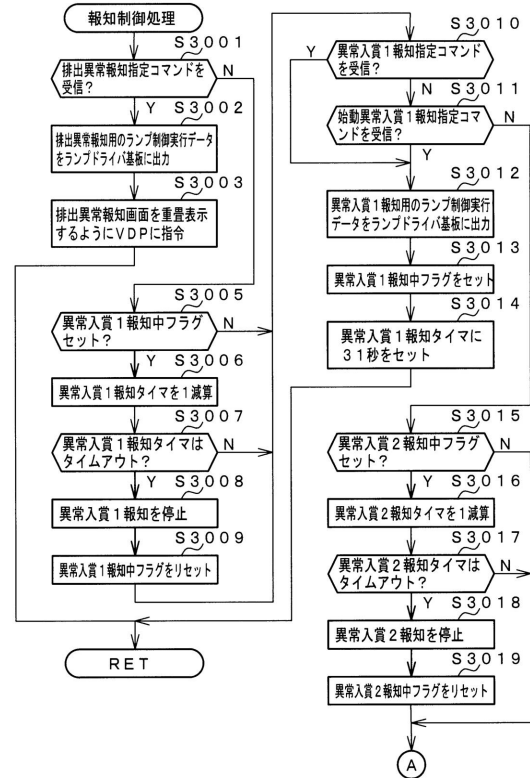 報知制御処理
S3001
排出異常報知指定コマンドを
受信?
N
Y
S3002
排出異常報知用のランプ制御実行データ
をランプドライバ基板に出力
S3003
排出異常報知画面を重畳表示
するようにVDPに指令
S3005
異常入賞1報知中フラグ
セット?
N
Y
S3006
異常入賞1報知タイマを1減算
S3007
異常入賞1報知タイマは
タイムアウト?
N
Y
S3008
異常入賞1報知を停止
S3009
異常入賞1報知中フラグをリセット
RET
S3010
Y
異常入賞1報知指定コマンド
を受信?
N
S3011
始動異常入賞1報知指定コマ
ンドを受信?
N
Y
S3012
異常入賞1報知用のランプ制御実行
データをランプドライバ基板に出力
S3013
異常入賞1報知中フラグをセット
S3014
異常入賞1報知中タイマに
31秒をセット
S3015
異常入賞2報知中フラグ
セット?
N
Y
S3016
異常入賞2報知タイマを1減算
S3017
異常入賞2報知タイマは
タイムアウト?
N
Y
S3018
異常入賞2報知を停止
S3019
異常入賞2報知中フラグをリセット
A